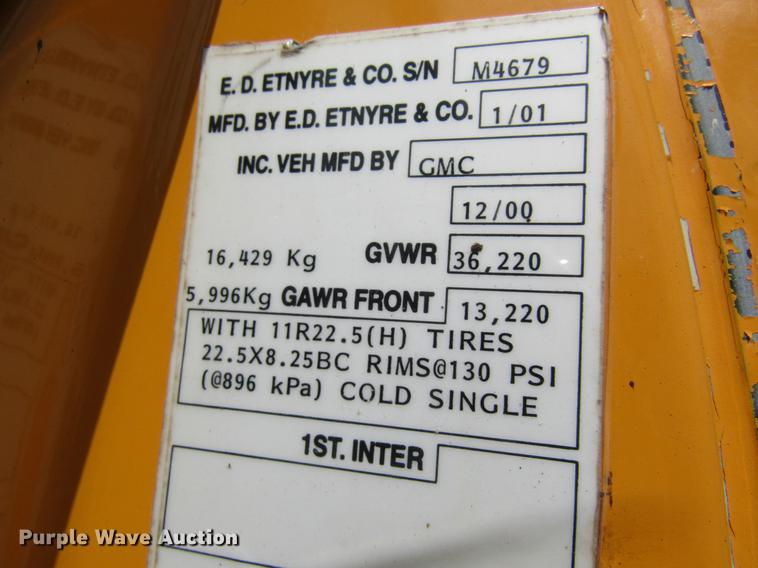 E. D. ETNYRE & CO. S/N M4679
MFD. BY E.D. ETNYRE & CO. 1/01
INC. VEH MFD BY GMC
12/00
16,429 Kg GVWR 36,220
5,996Kg GAWR FRONT 13,220
WITH 11R22.5(H) TIRES
22.5X8.25BC RIMS@130 PSI
(@896 kPa) COLD SINGLE
1ST. INTER
Purple Wave Auction